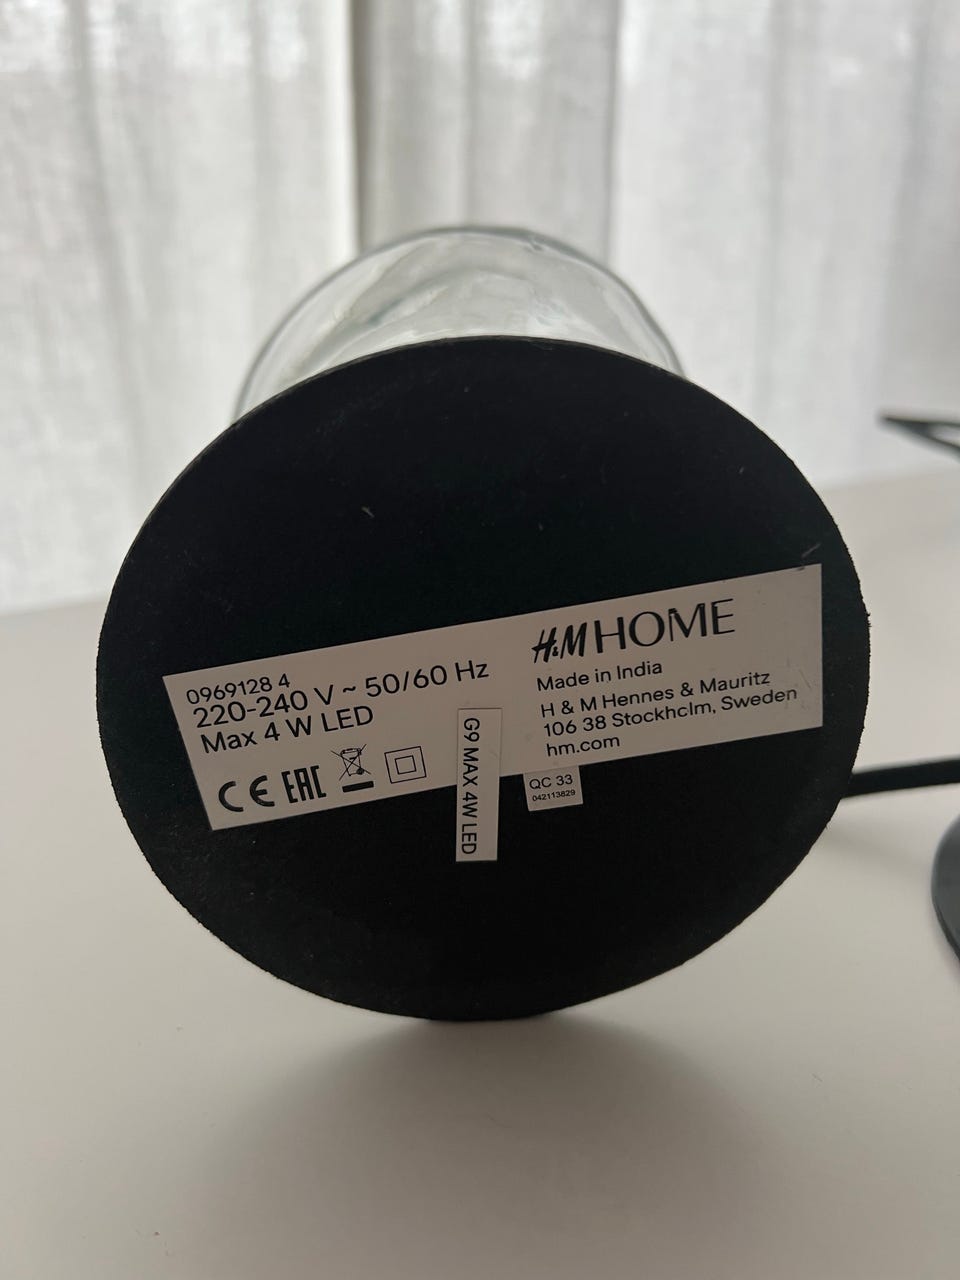 0969128 4
220-240 V ~ 50/60 Hz
Max 4 W LED
CE EAC
H&M HOME
Made in India
H & M Hennes & Mauritz
106 38 Stockholm, Sweden
hm.com
G9 MAX 4W LED
QC 33
042113829